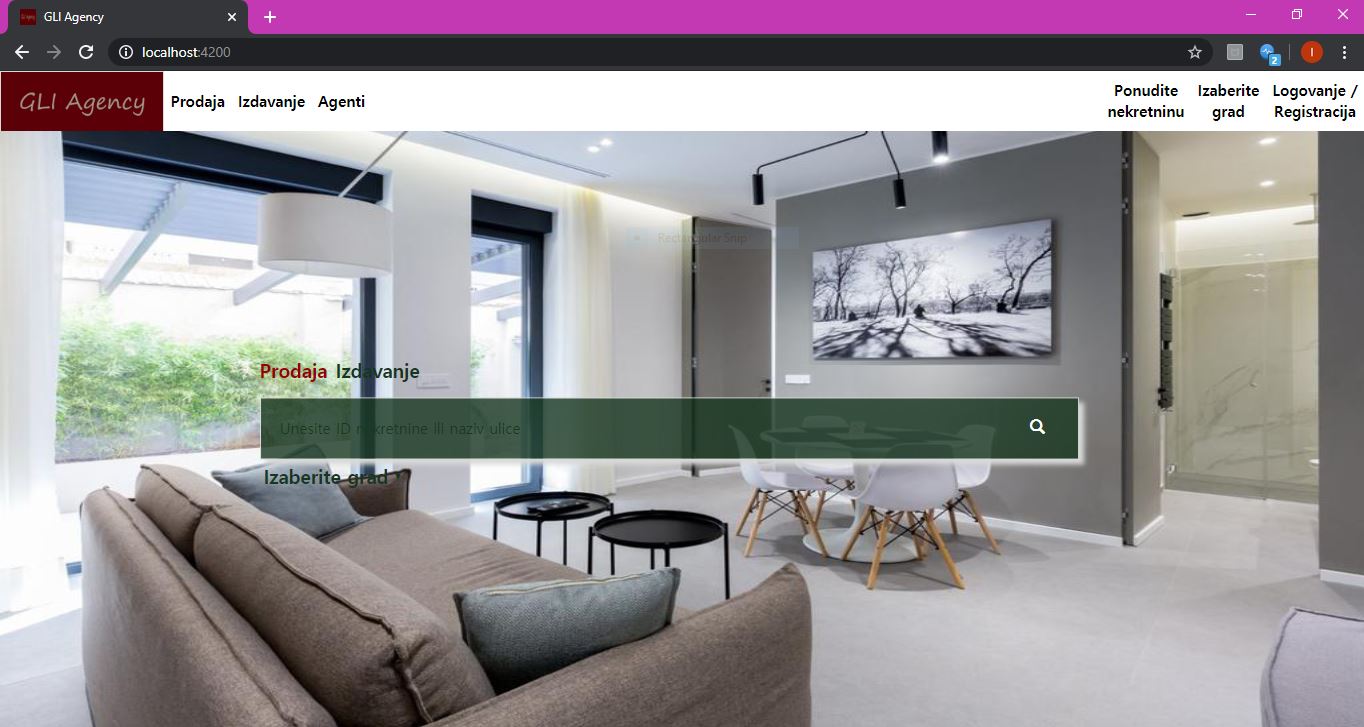 GLI Agency
localhost:4200
2
I
GLI Agency
Prodaja Izdavanje Agenti
Ponudite
nekretninu
Izaberite
grad
Logovanje /
Registracija
Rectangular Snip
Prodaja Izdavanje
Unesite ID nekretnine ili naziv ulice
Izaberite grad